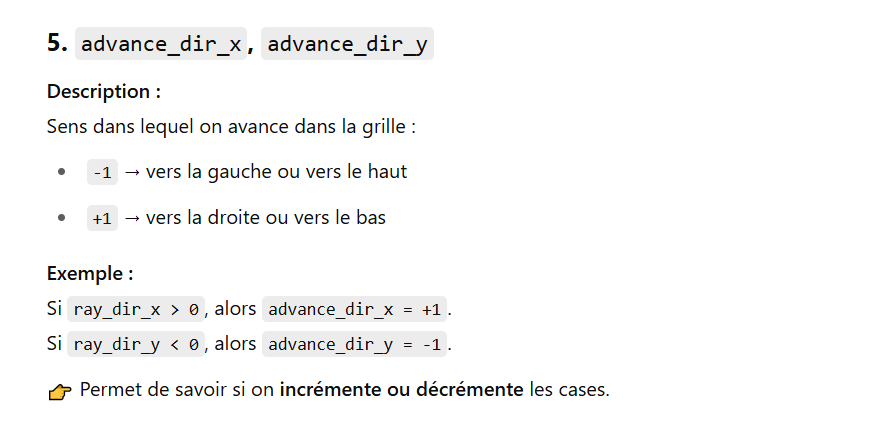 5. advance_dir_x, advance_dir_y
Description :
Sens dans lequel on avance dans la grille :
• -1 → vers la gauche ou vers le haut
• +1 → vers la droite ou vers le bas
Exemple :
Si ray_dir_x > 0, alors advance_dir_x = +1.
Si ray_dir_y < 0, alors advance_dir_y = -1.
👉 Permet de savoir si on incrémente ou décrémente les cases.